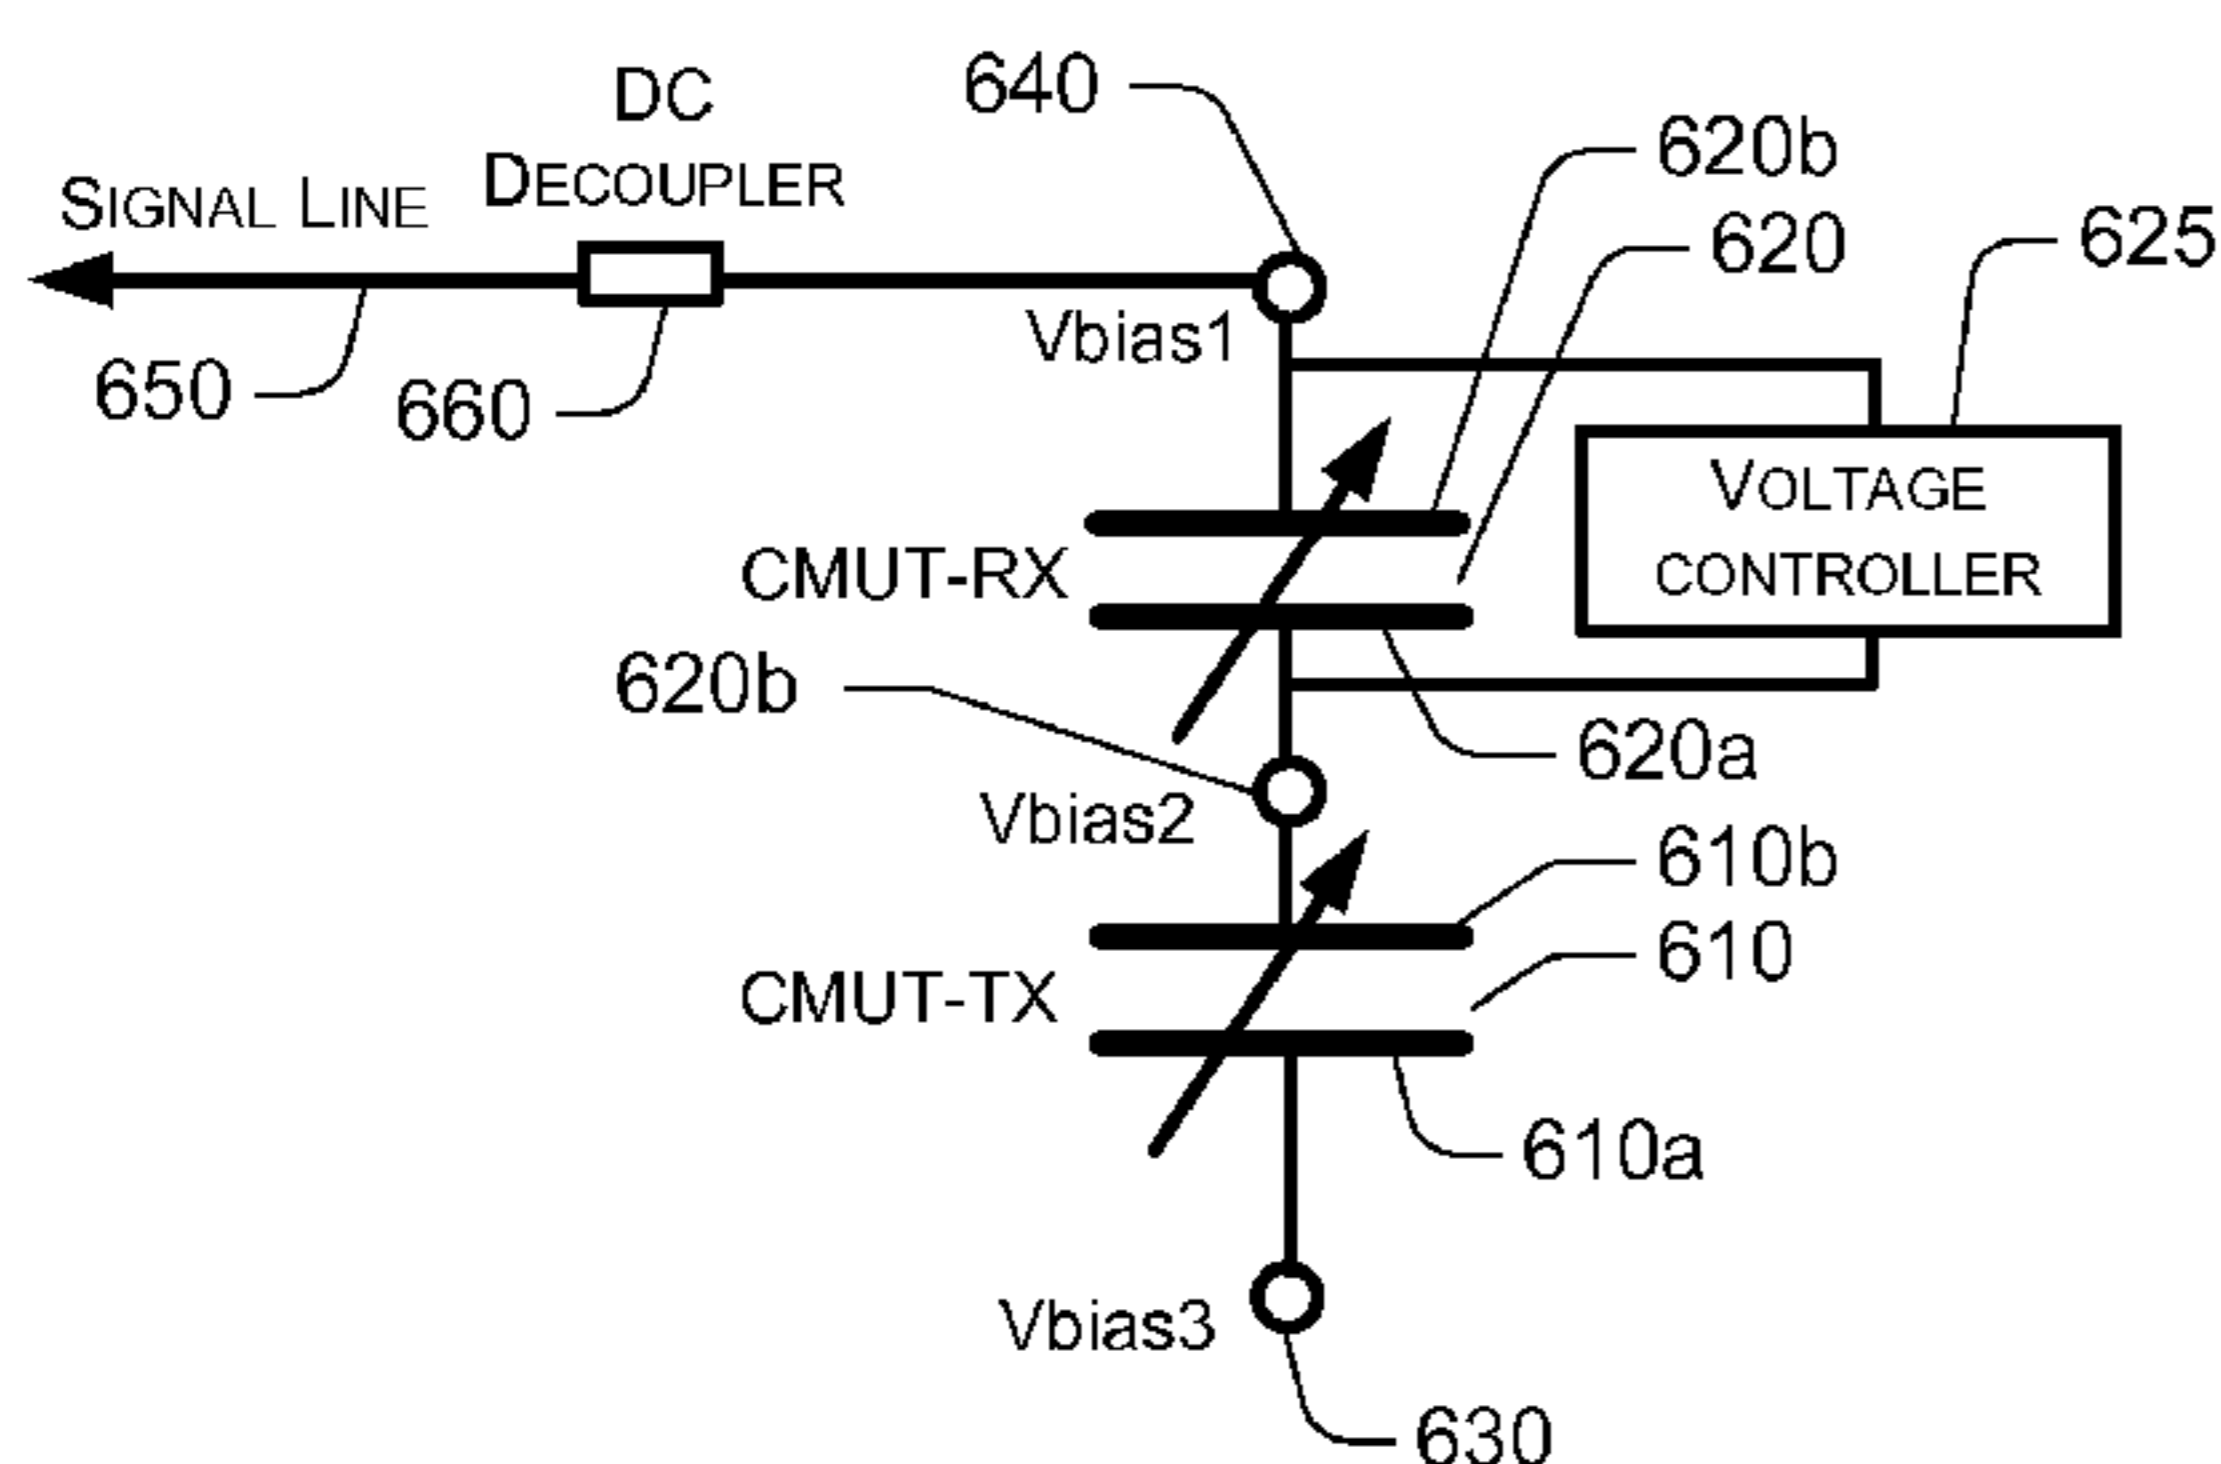 640
DC
DECOUPLER
620b
SIGNAL LINE
620
625
Vbias1
650
660
VOLTAGE
CONTROLLER
CMUT-RX
620b
620a
Vbias2
610b
610
CMUT-TX
610a
Vbias3
630